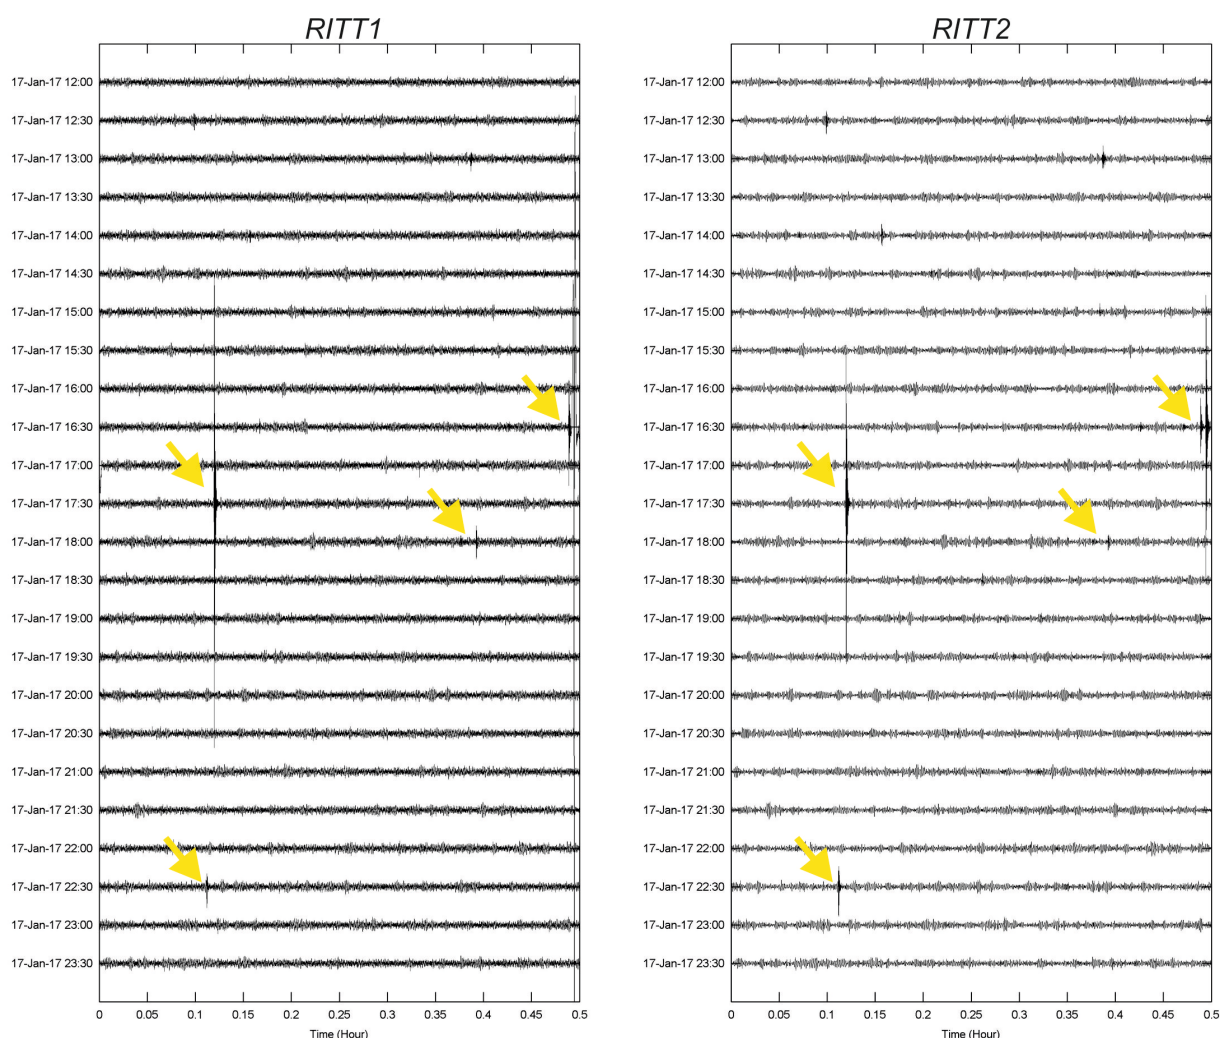 RITT1
17-Jan-17 12:00
17-Jan-17 12:30
17-Jan-17 13:00
17-Jan-17 13:30
17-Jan-17 14:00
17-Jan-17 14:30
17-Jan-17 15:00
17-Jan-17 15:30
17-Jan-17 16:00
17-Jan-17 16:30
17-Jan-17 17:00
17-Jan-17 17:30
17-Jan-17 18:00
17-Jan-17 18:30
17-Jan-17 19:00
17-Jan-17 19:30
17-Jan-17 20:00
17-Jan-17 20:30
17-Jan-17 21:00
17-Jan-17 21:30
17-Jan-17 22:00
17-Jan-17 22:30
17-Jan-17 23:00
17-Jan-17 23:30
0 0.05 0.1 0.15 0.2 0.25 0.3 0.35 0.4 0.45 0.5
Time (Hour)
RITT2
17-Jan-17 12:00
17-Jan-17 12:30
17-Jan-17 13:00
17-Jan-17 13:30
17-Jan-17 14:00
17-Jan-17 14:30
17-Jan-17 15:00
17-Jan-17 15:30
17-Jan-17 16:00
17-Jan-17 16:30
17-Jan-17 17:00
17-Jan-17 17:30
17-Jan-17 18:00
17-Jan-17 18:30
17-Jan-17 19:00
17-Jan-17 19:30
17-Jan-17 20:00
17-Jan-17 20:30
17-Jan-17 21:00
17-Jan-17 21:30
17-Jan-17 22:00
17-Jan-17 22:30
17-Jan-17 23:00
17-Jan-17 23:30
0 0.05 0.1 0.15 0.2 0.25 0.3 0.35 0.4 0.45 0.5
Time (Hour)